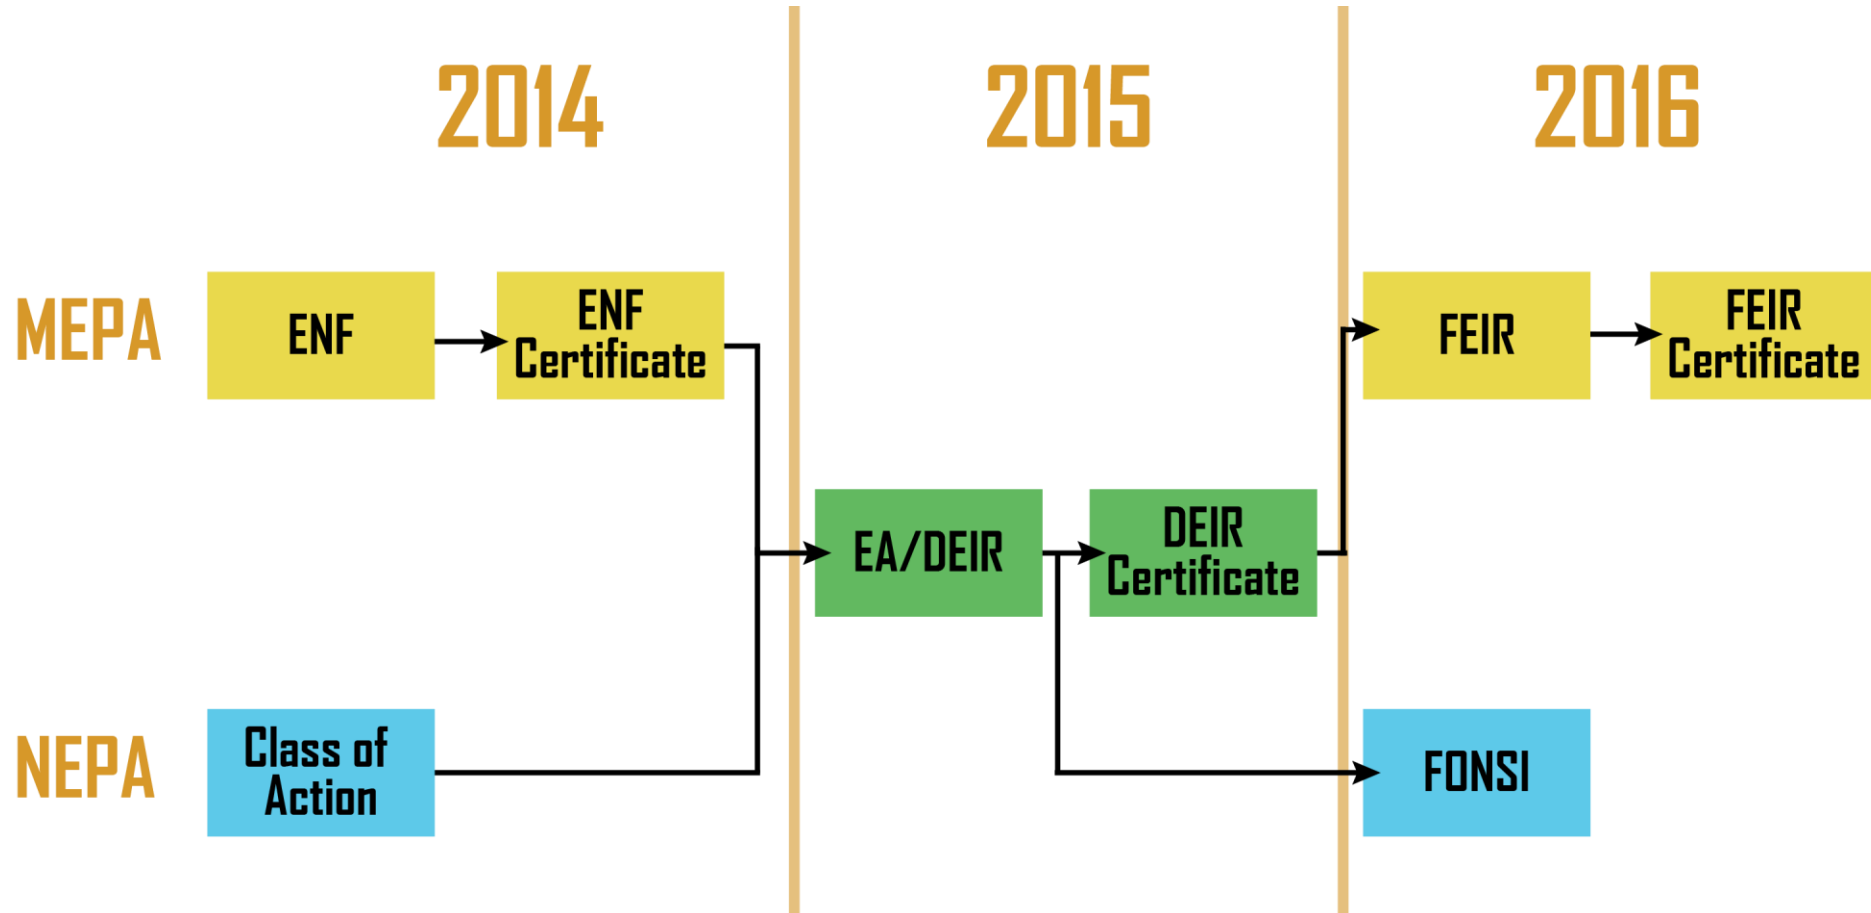 2014
2015
2016
MEPA
ENF
ENF
Certificate
FEIR
FEIR
Certificate
EA/DEIR
DEIR
Certificate
NEPA
Class of
Action
FONSI